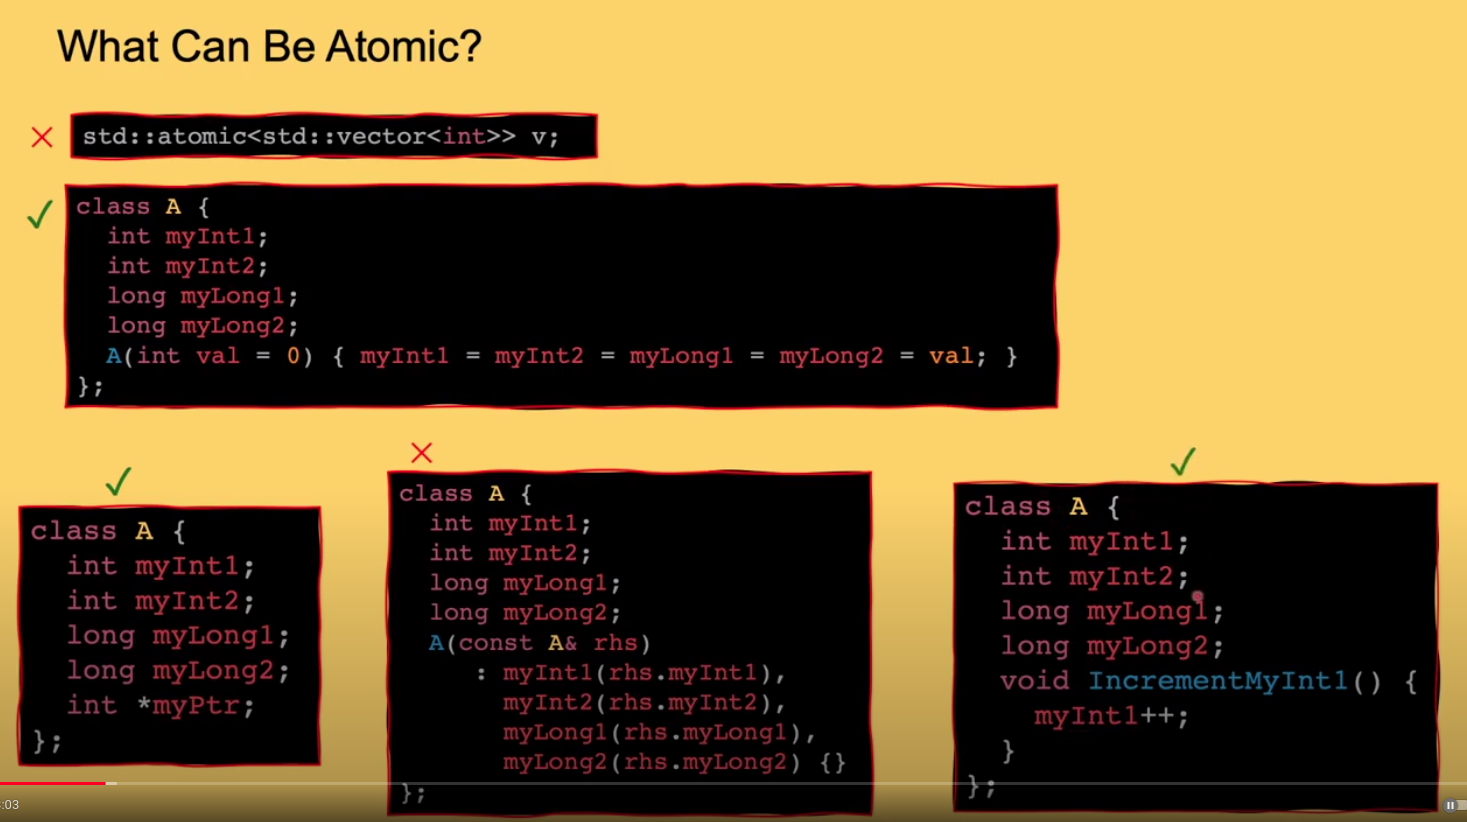 What Can Be Atomic?
std::atomic<std::vector<int>> v;
class A {
int myInt1;
int myInt2;
long myLong1;
long myLong2;
A(int val = 0) { myInt1 = myInt2 = myLong1 = myLong2 = val; }
};
class A {
int myInt1;
int myInt2;
long myLong1;
long myLong2;
int *myPtr;
};
class A {
int myInt1;
int myInt2;
long myLong1;
long myLong2;
A(const A& rhs)
: myInt1(rhs.myInt1),
myInt2(rhs.myInt2),
myLong1(rhs.myLong1),
myLong2(rhs.myLong2) {}
};
class A {
int myInt1;
int myInt2;
long myLong1;
long myLong2;
void IncrementMyInt1() {
myInt1++;
}
};
:03